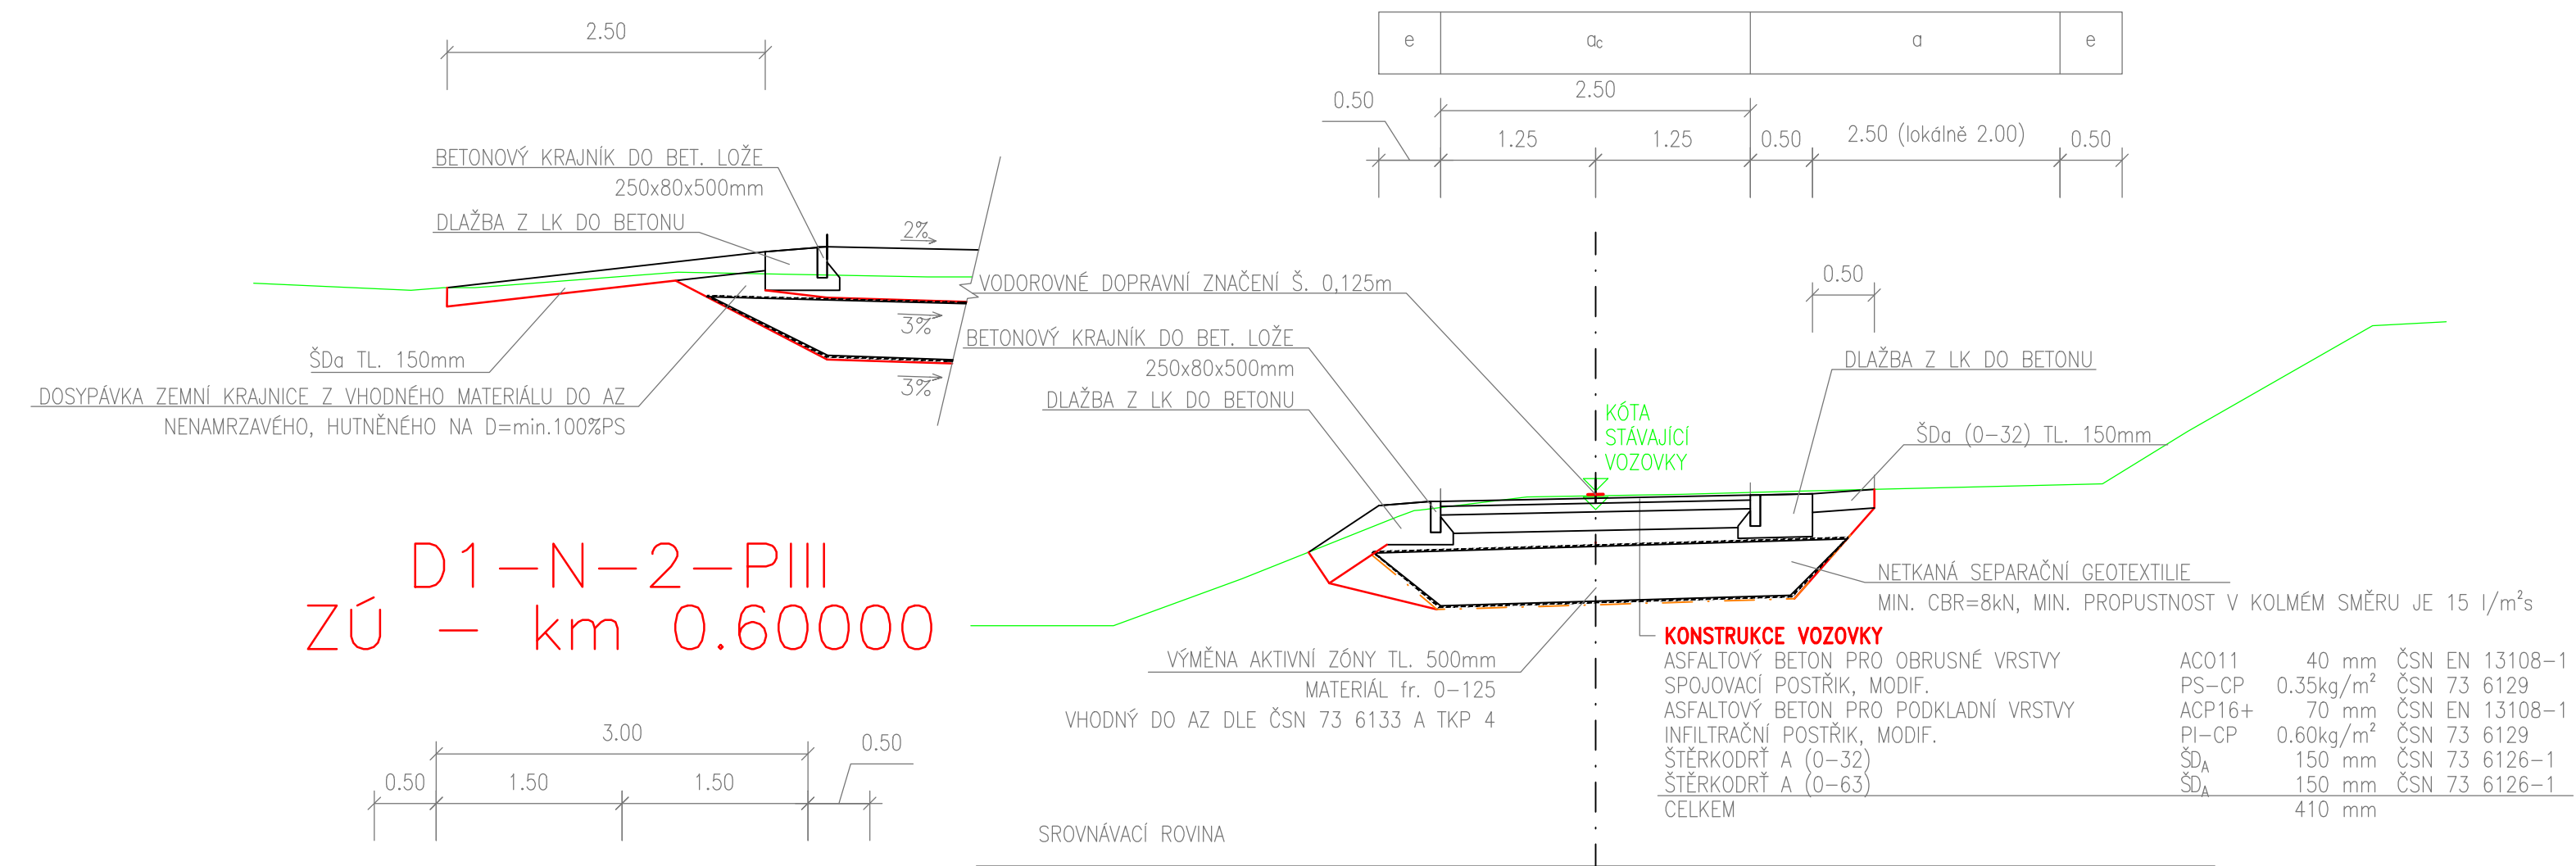 2.50
e ac a e
0.50
2.50
1.25 1.25 0.50 2.50 (lokálně 2.00) 0.50
BETONOVÝ KRAJNÍK DO BET. LOŽE
250x80x500mm
DLAŽBA Z LK DO BETONU
2%
3%
3%
ŠDa TL. 150mm
DOSYPÁVKA ZEMNÍ KRAJNICE Z VHODNÉHO MATERIÁLU DO AZ
NENAMRZAVÉHO, HUTNĚNÉHO NA D=min.100%PS
VODOROVNÉ DOPRAVNÍ ZNAČENÍ Š. 0,125m
0.50
BETONOVÝ KRAJNÍK DO BET. LOŽE
250x80x500mm
DLAŽBA Z LK DO BETONU
DLAŽBA Z LK DO BETONU
KÓTA
STÁVAJÍCÍ
VOZOVKY
ŠDa (0-32) TL. 150mm
D1-N-2-PIII
ZÚ - km 0.60000
NETKANÁ SEPARAČNÍ GEOTEXTILIE
MIN. CBR=8kN, MIN. PROPUSTNOST V KOLMÉM SMĚRU JE 15 l/m²s
VÝMĚNA AKTIVNÍ ZÓNY TL. 500mm
MATERIÁL fr. 0-125
VHODNÝ DO AZ DLE ČSN 73 6133 A TKP 4
KONSTRUKCE VOZOVKY
ASFALTOVÝ BETON PRO OBRUSNÉ VRSTVY ACO11 40 mm ČSN EN 13108-1
SPOJOVACÍ POSTŘIK, MODIF. PS-CP 0.35kg/m² ČSN 73 6129
ASFALTOVÝ BETON PRO PODKLADNÍ VRSTVY ACP16+ 70 mm ČSN EN 13108-1
INFILTRAČNÍ POSTŘIK, MODIF. PI-CP 0.60kg/m² ČSN 73 6129
ŠTĚRKODRŤ A (0-32) ŠDA 150 mm ČSN 73 6126-1
ŠTĚRKODRŤ A (0-63) ŠDA 150 mm ČSN 73 6126-1
CELKEM 410 mm
3.00
0.50
0.50 1.50 1.50
SROVNÁVACÍ ROVINA